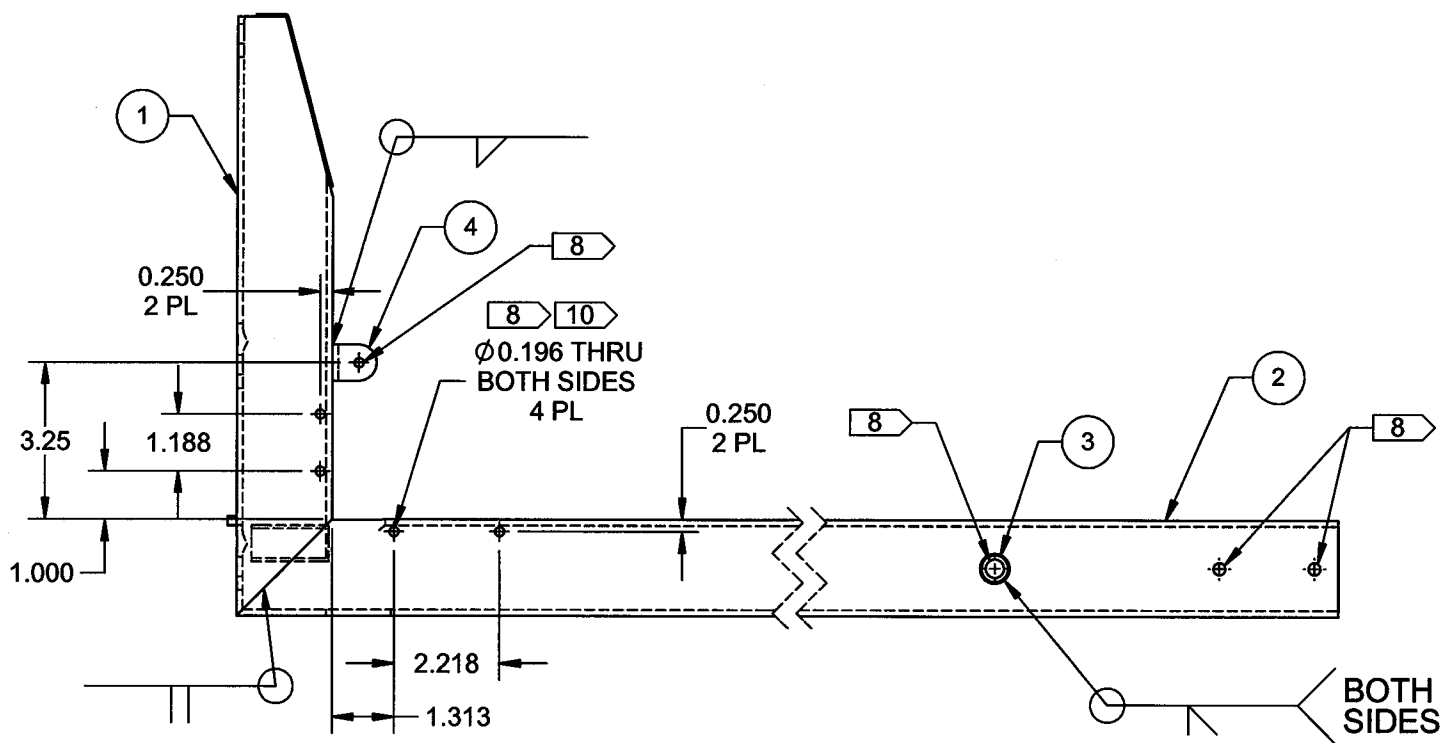 1
4
8
0.250
2 PL
8 10
Ø0.196 THRU
BOTH SIDES
4 PL
2
0.250
2 PL
8
3
8
3.25
1.188
1.000
2.218
1.313
BOTH
SIDES